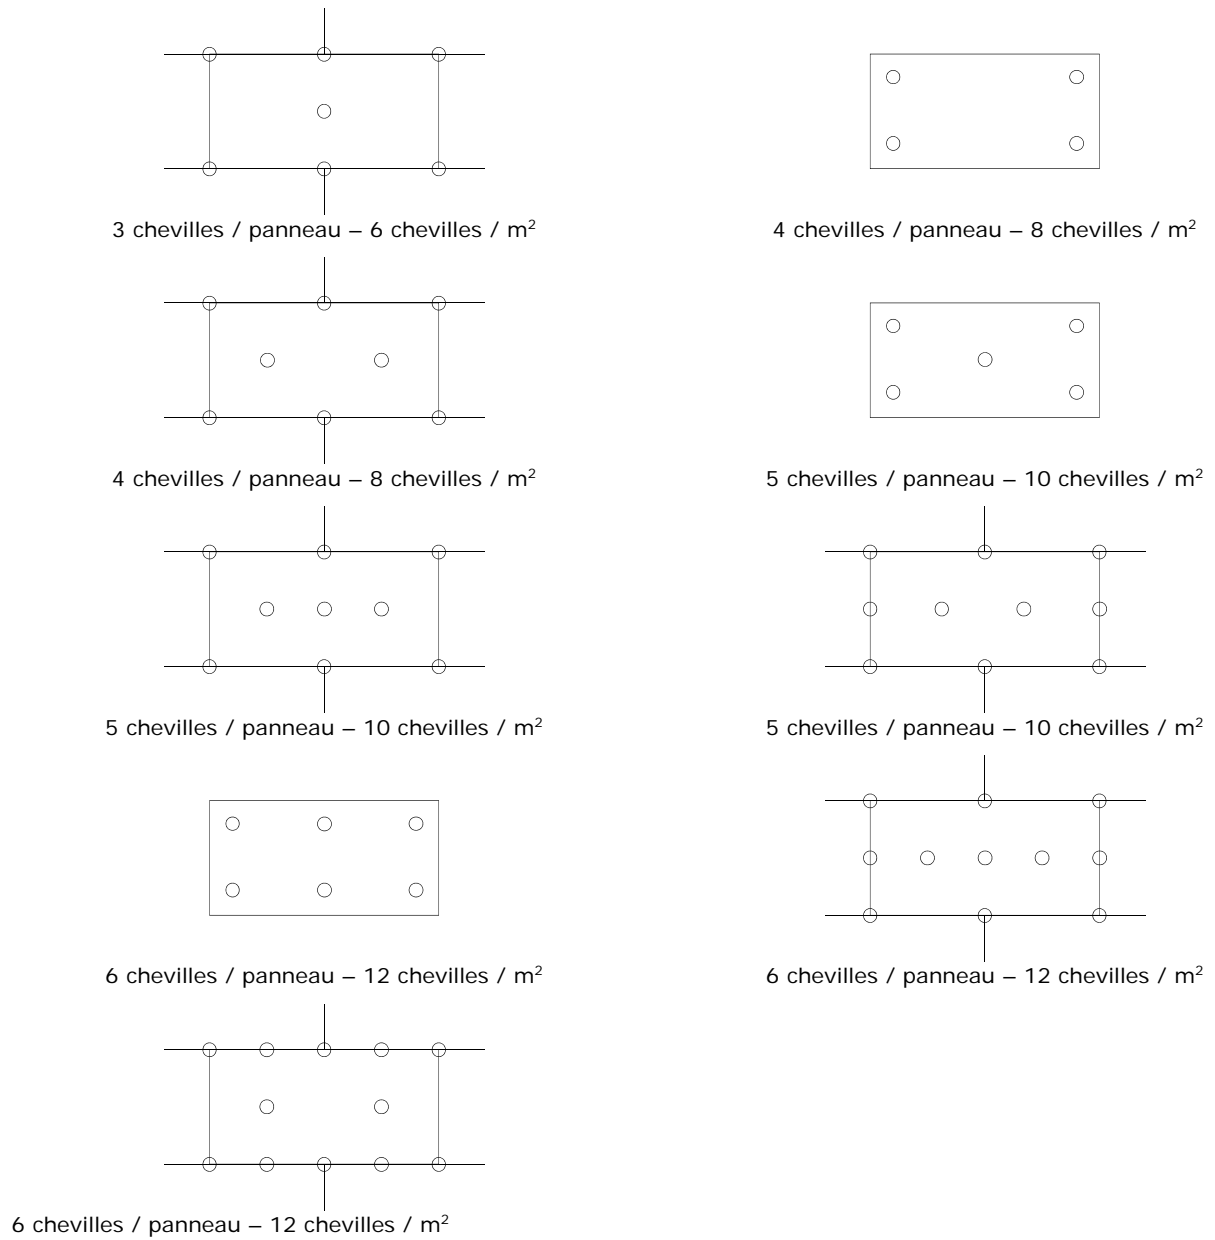 3 chevilles / panneau – 6 chevilles / m²
4 chevilles / panneau – 8 chevilles / m²
4 chevilles / panneau – 8 chevilles / m²
5 chevilles / panneau – 10 chevilles / m²
5 chevilles / panneau – 10 chevilles / m²
5 chevilles / panneau – 10 chevilles / m²
6 chevilles / panneau – 12 chevilles / m²
6 chevilles / panneau – 12 chevilles / m²
6 chevilles / panneau – 12 chevilles / m²